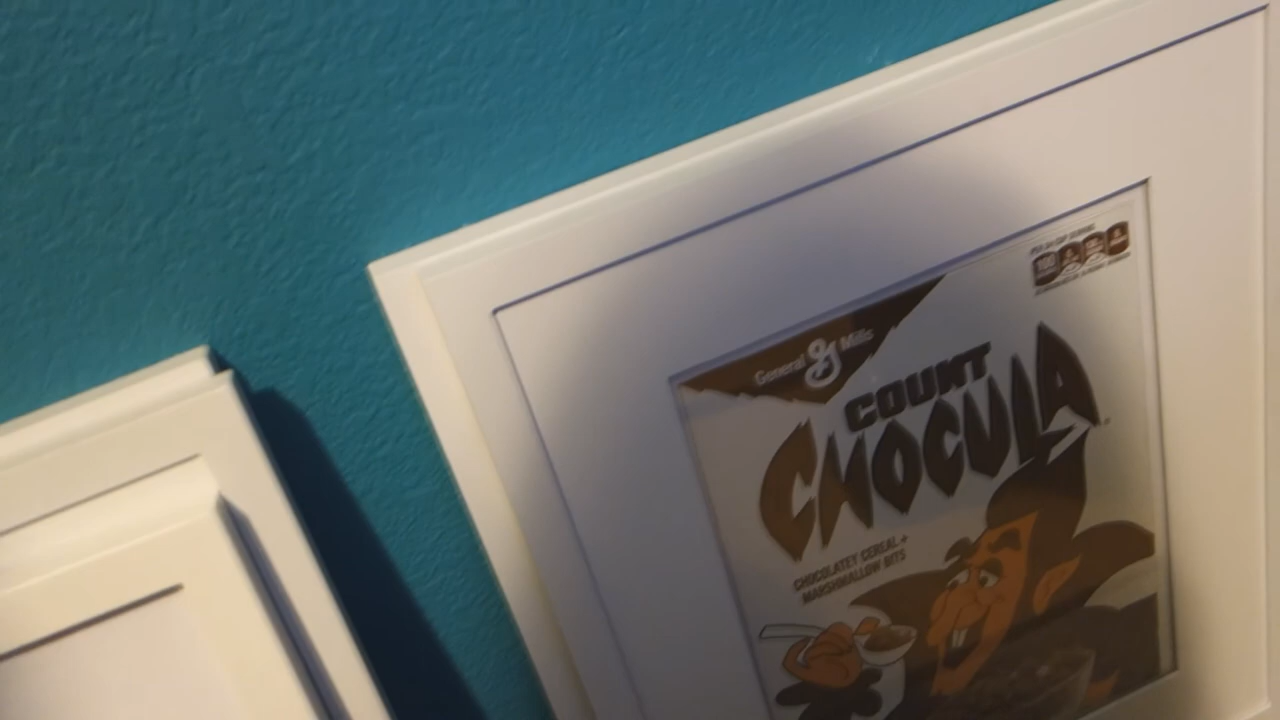 General Mills
COUNT
CHOCULA
CHOCOLATEY CEREAL +
MARSHMALLOW BITS